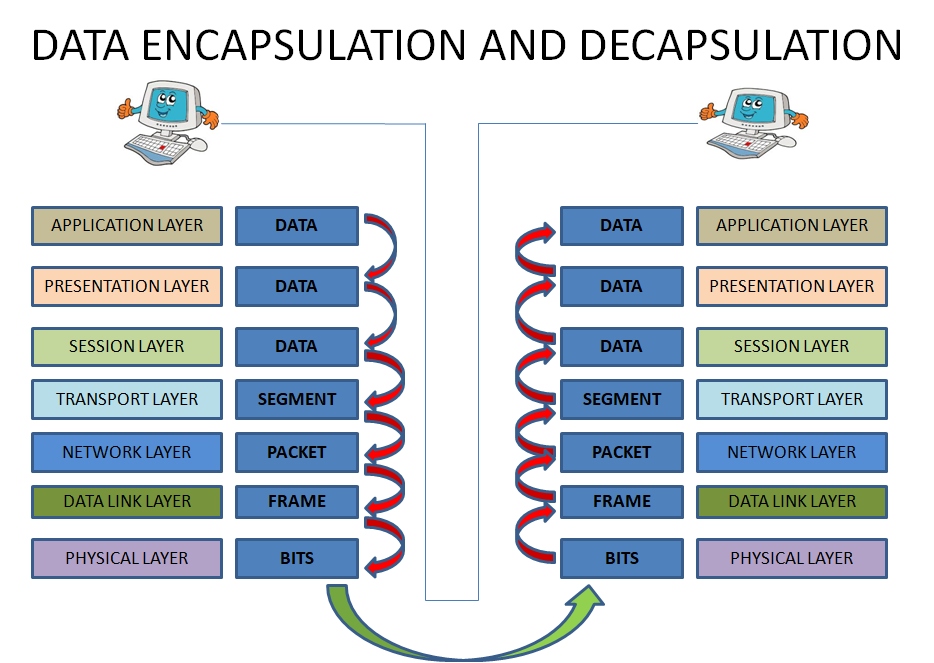 DATA ENCAPSULATION AND DECAPSULATION
APPLICATION LAYER DATA DATA APPLICATION LAYER
PRESENTATION LAYER DATA DATA PRESENTATION LAYER
SESSION LAYER DATA DATA SESSION LAYER
TRANSPORT LAYER SEGMENT SEGMENT TRANSPORT LAYER
NETWORK LAYER PACKET PACKET NETWORK LAYER
DATA LINK LAYER FRAME FRAME DATA LINK LAYER
PHYSICAL LAYER BITS BITS PHYSICAL LAYER